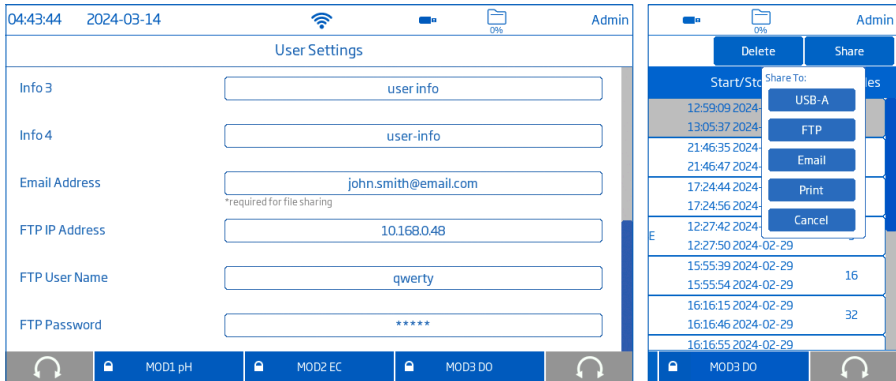 04:43:44 2024-03-14 0% Admin
User Settings
Info 3 user info
Info 4 user-info
Email Address john.smith@email.com
*required for file sharing
FTP IP Address 10.168.0.48
FTP User Name qwerty
FTP Password *****
MOD1 pH MOD2 EC MOD3 DO
0% Admin
Delete Share
Start/Sto les
Share To:
USB-A
FTP
Email
Print
Cancel
12:59:09 2024-
13:05:37 2024-
21:46:35 2024-
21:46:47 2024-
17:24:44 2024-
17:24:56 2024-
12:27:42 2024-
E
12:27:50 2024-02-29
15:55:39 2024-02-29
16
15:55:54 2024-02-29
16:16:15 2024-02-29
32
16:16:46 2024-02-29
16:16:55 2024-02-29
MOD3 DO